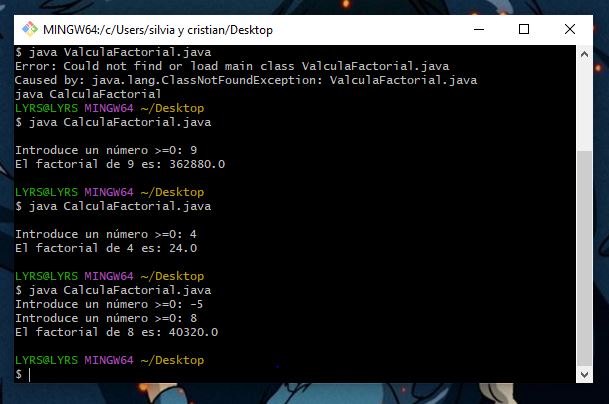 MINGW64:/c/Users/silvia y cristian/Desktop
$ java ValculaFactorial.java
Error: Could not find or load main class ValculaFactorial.java
Caused by: java.lang.ClassNotFoundException: ValculaFactorial.java
java CalculaFactorial
LYRS@LYRS MINGW64 ~/Desktop
$ java CalculaFactorial.java
Introduce un número >=0: 9
El factorial de 9 es: 362880.0
LYRS@LYRS MINGW64 ~/Desktop
$ java CalculaFactorial.java
Introduce un número >=0: 4
El factorial de 4 es: 24.0
LYRS@LYRS MINGW64 ~/Desktop
$ java CalculaFactorial.java
Introduce un número >=0: -5
Introduce un número >=0: 8
El factorial de 8 es: 40320.0
LYRS@LYRS MINGW64 ~/Desktop
$